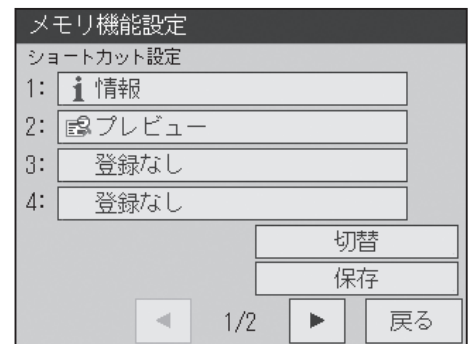 メモリ機能設定
ショートカット設定
1: i 情報
2: プレビュー
3: 登録なし
4: 登録なし
切替
保存
◀ 1/2 ▶ 戻る